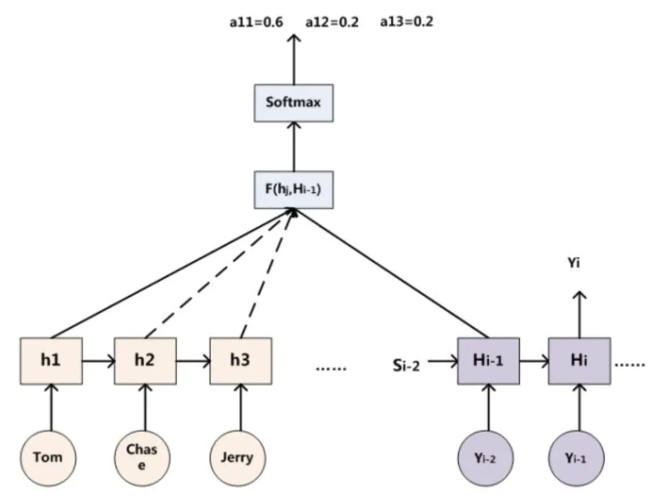 a11=0.6 a12=0.2 a13=0.2
Softmax
F(hj,Hi-1)
Yi
h1 h2 h3 ...... Si-2 Hi-1 Hi ......
Tom Chas
e Jerry Yi-2 Yi-1